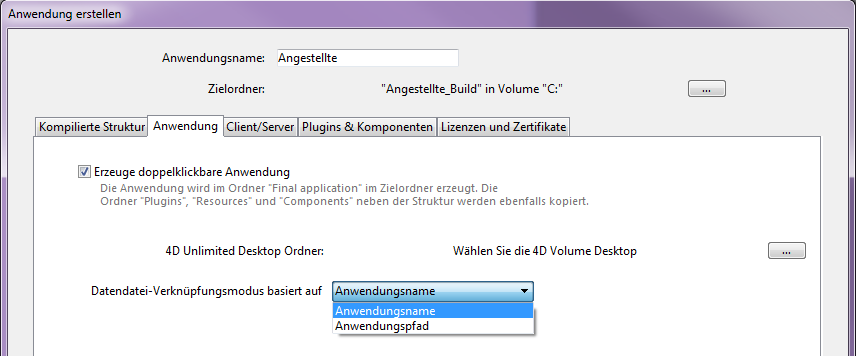 Anwendung erstellen
Anwendungsname: Angestellte
Zielordner: "Angestellte_Build" in Volume "C:" ...
Kompilierte Struktur Anwendung Client/Server Plugins & Komponenten Lizenzen und Zertifikate
Erzeuge doppelklickbare Anwendung
Die Anwendung wird im Ordner "Final application" im Zielordner erzeugt. Die
Ordner "Plugins", "Resources" und "Components" neben der Struktur werden ebenfalls kopiert.
4D Unlimited Desktop Ordner: Wählen Sie die 4D Volume Desktop ...
Datendatei-Verknüpfungsmodus basiert auf Anwendungsname
Anwendungsname
Anwendungspfad